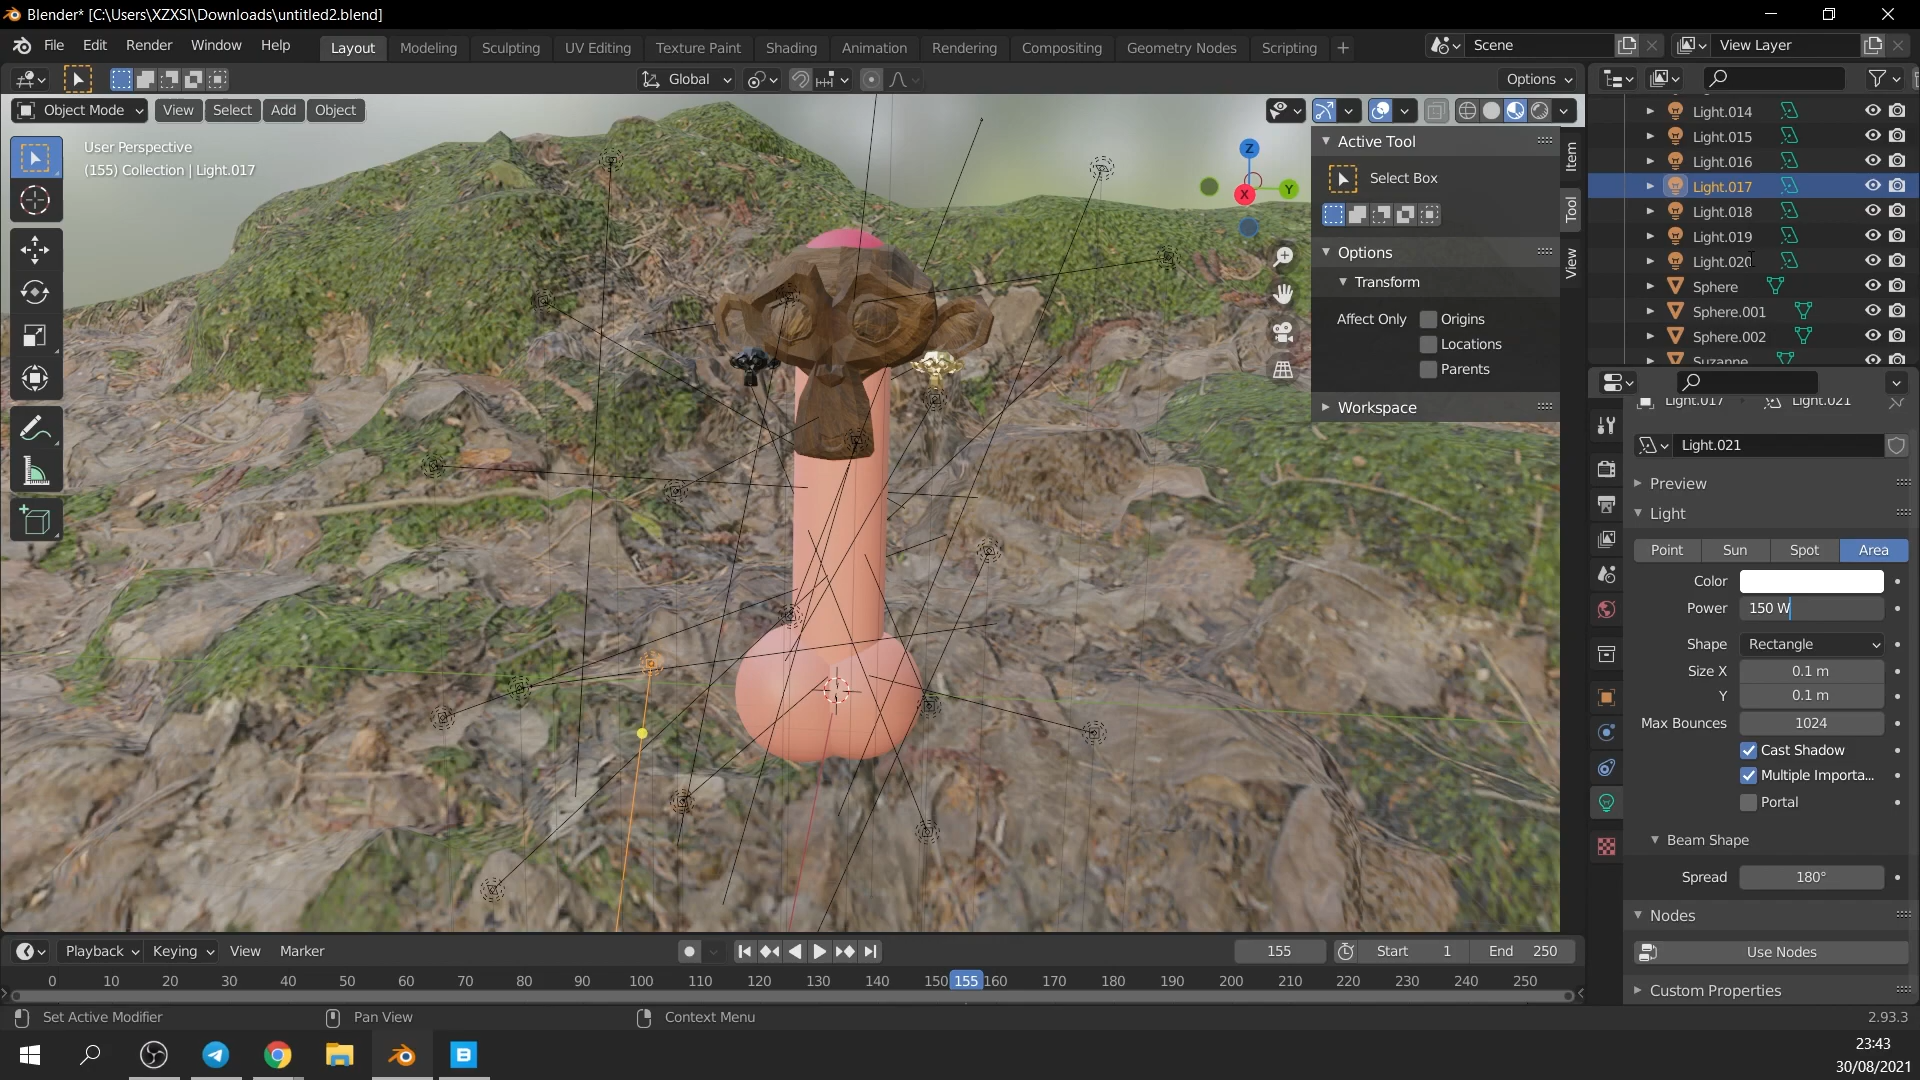 Blender* [C:\Users\XZXSI\Downloads\untitled2.blend]
File Edit Render Window Help
Layout Modeling Sculpting UV Editing Texture Paint Shading Animation Rendering Compositing Geometry Nodes Scripting +
Scene
View Layer
Global
Options
Object Mode View Select Add Object
User Perspective
(155) Collection | Light.017
Z
Y
X
Active Tool
Select Box
Options
Transform
Affect Only Origins
Locations
Parents
Workspace
Item
Tool
View
Light.014
Light.015
Light.016
Light.017
Light.018
Light.019
Light.020
Sphere
Sphere.001
Sphere.002
Suzanne
Light.017 Light.021
Light.021
Preview
Light
Point Sun Spot Area
Color
Power 150 W
Shape Rectangle
Size X 0.1 m
Y 0.1 m
Max Bounces 1024
Cast Shadow
Multiple Importa...
Portal
Beam Shape
Spread 180°
Nodes
Use Nodes
Custom Properties
Playback Keying View Marker
155 Start 1 End 250
0 10 20 30 40 50 60 70 80 90 100 110 120 130 140 150 155 160 170 180 190 200 210 220 230 240 250
Set Active Modifier Pan View Context Menu
2.93.3
23:43
30/08/2021